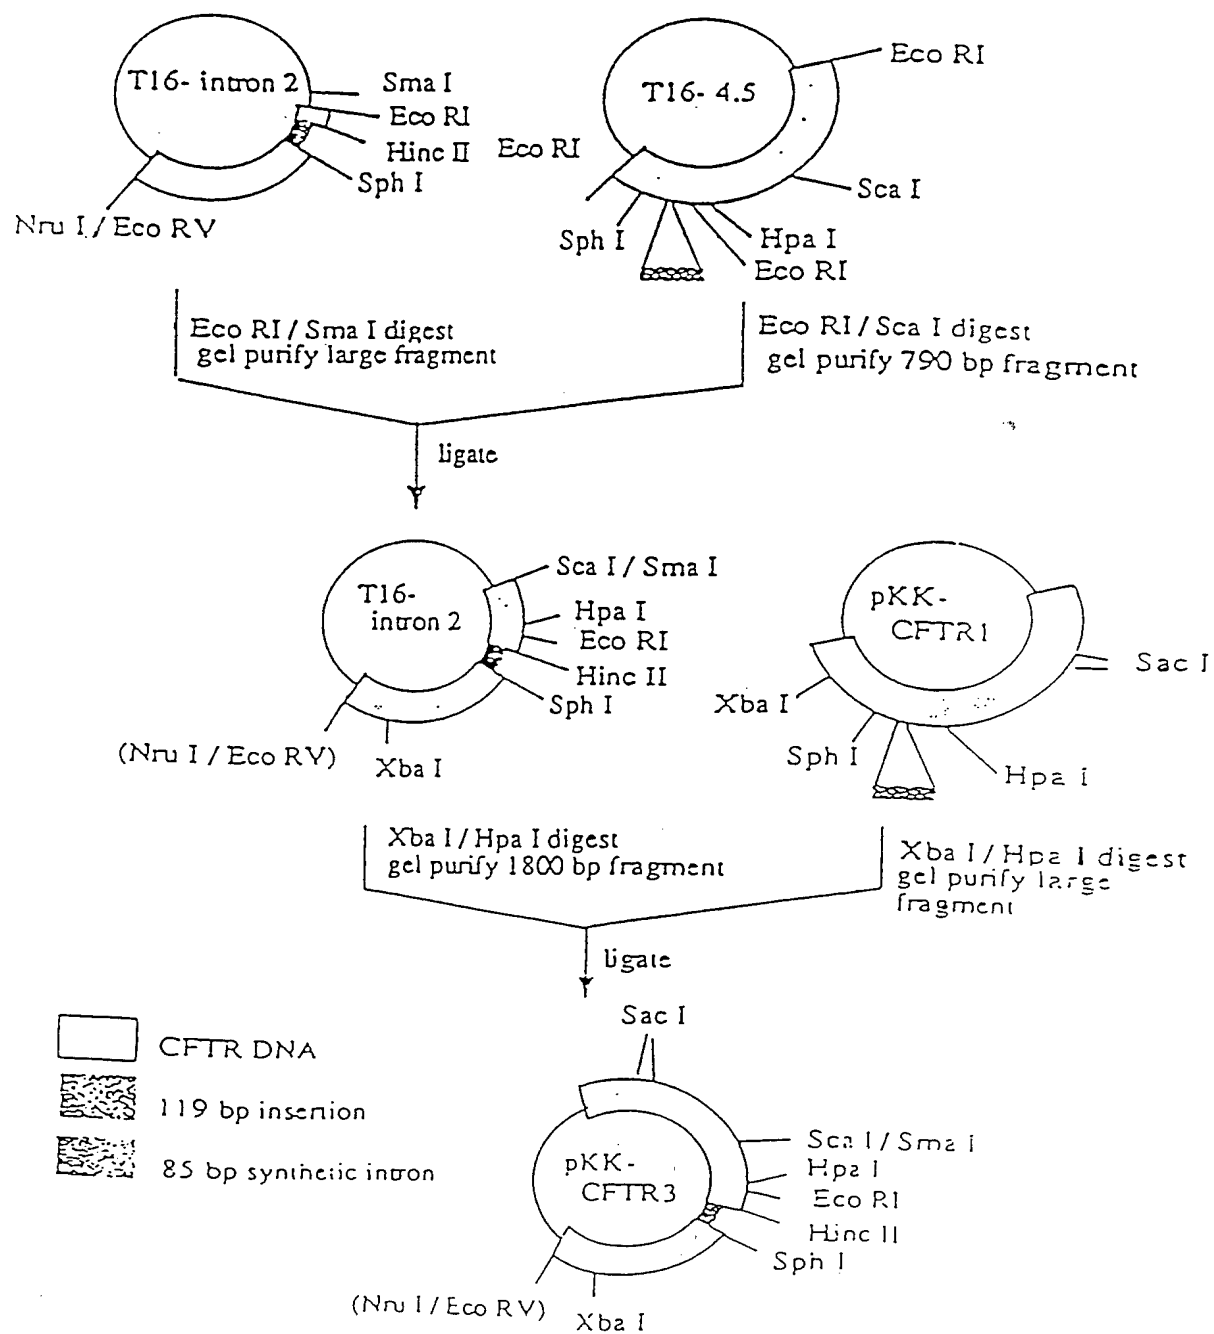 T16- intron 2
Sma I
Eco RI
Hinc II
Sph I
Nru I / Eco RV
T16- 4.5
Eco RI
Eco RI
Sca I
Sph I
Hpa I
Eco RI
Eco RI / Sma I digest
gel purify large fragment
Eco RI / Sca I digest
gel purify 790 bp fragment
ligate
T16-
intron 2
Sca I / Sma I
Hpa I
Eco RI
Hinc II
Sph I
(Nru I / Eco RV)
Xba I
pKK-
CFTR1
Sac I
Xba I
Sph I
Hpa I
Xba I / Hpa I digest
gel purify 1800 bp fragment
Xba I / Hpa I digest
gel purify large
fragment
ligate
Sac I
CFTR DNA
119 bp insertion
85 bp synthetic intron
pKK-
CFTR3
Sca I / Sma I
Hpa I
Eco RI
Hinc II
Sph I
(Nru I / Eco RV)
Xba I